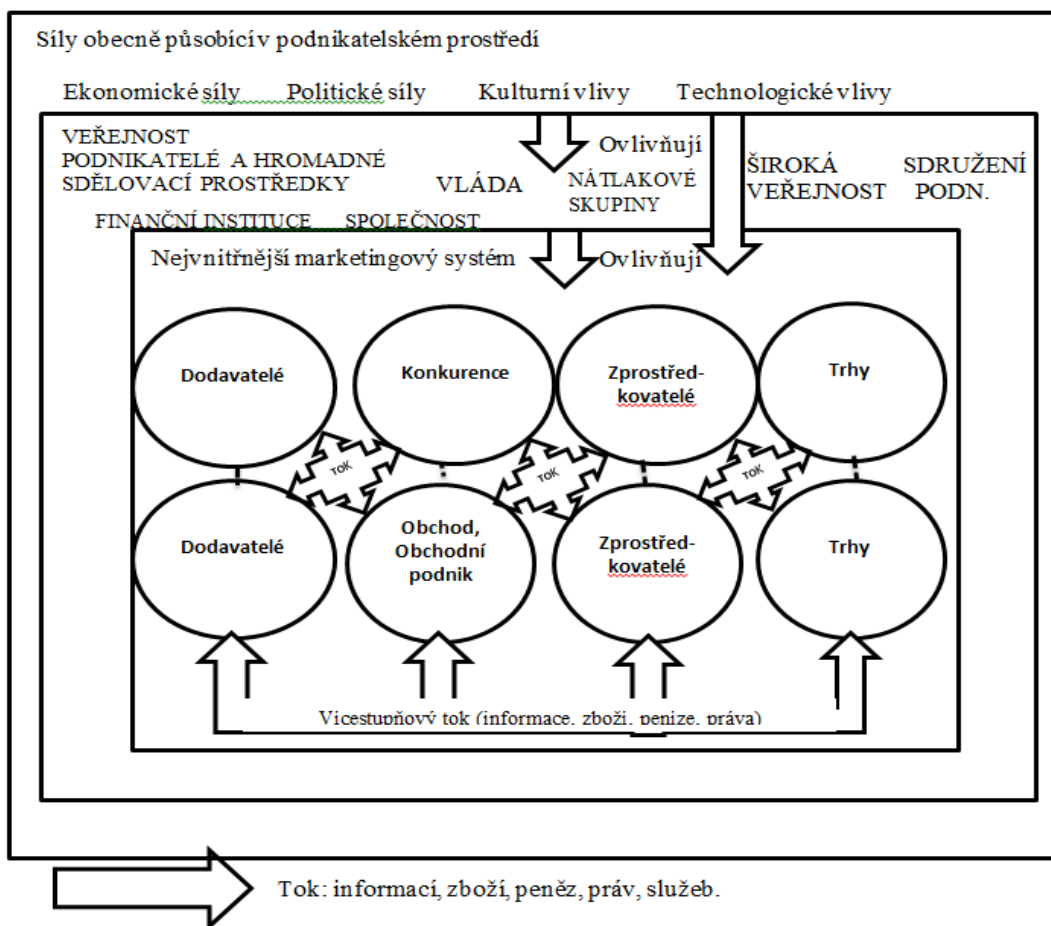 Síly obecně působící v podnikatelském prostředí
Ekonomické síly Politické síly Kulturní vlivy Technologické vlivy
VEŘEJNOST
PODNIKATELÉ A HROMADNÉ
SDĚLOVACÍ PROSTŘEDKY
VLÁDA
Ovlivňují
NÁTLAKOVÉ
SKUPINY
ŠIROKÁ
VEŘEJNOST
SDRUŽENÍ
PODN.
FINANČNÍ INSTITUCE SPOLEČNOST
Nejvnitřnější marketingový systém
Ovlivňují
Dodavatelé
Konkurence
Zprostřed-
kovatelé
Trhy
ToK
ToK
ToK
Dodavatelé
Obchod,
Obchodní
podnik
Zprostřed-
kovatelé
Trhy
Vícestupňový tok (informace, zboží, peníze, práva)
Tok: informací, zboží, peněz, práv, služeb.